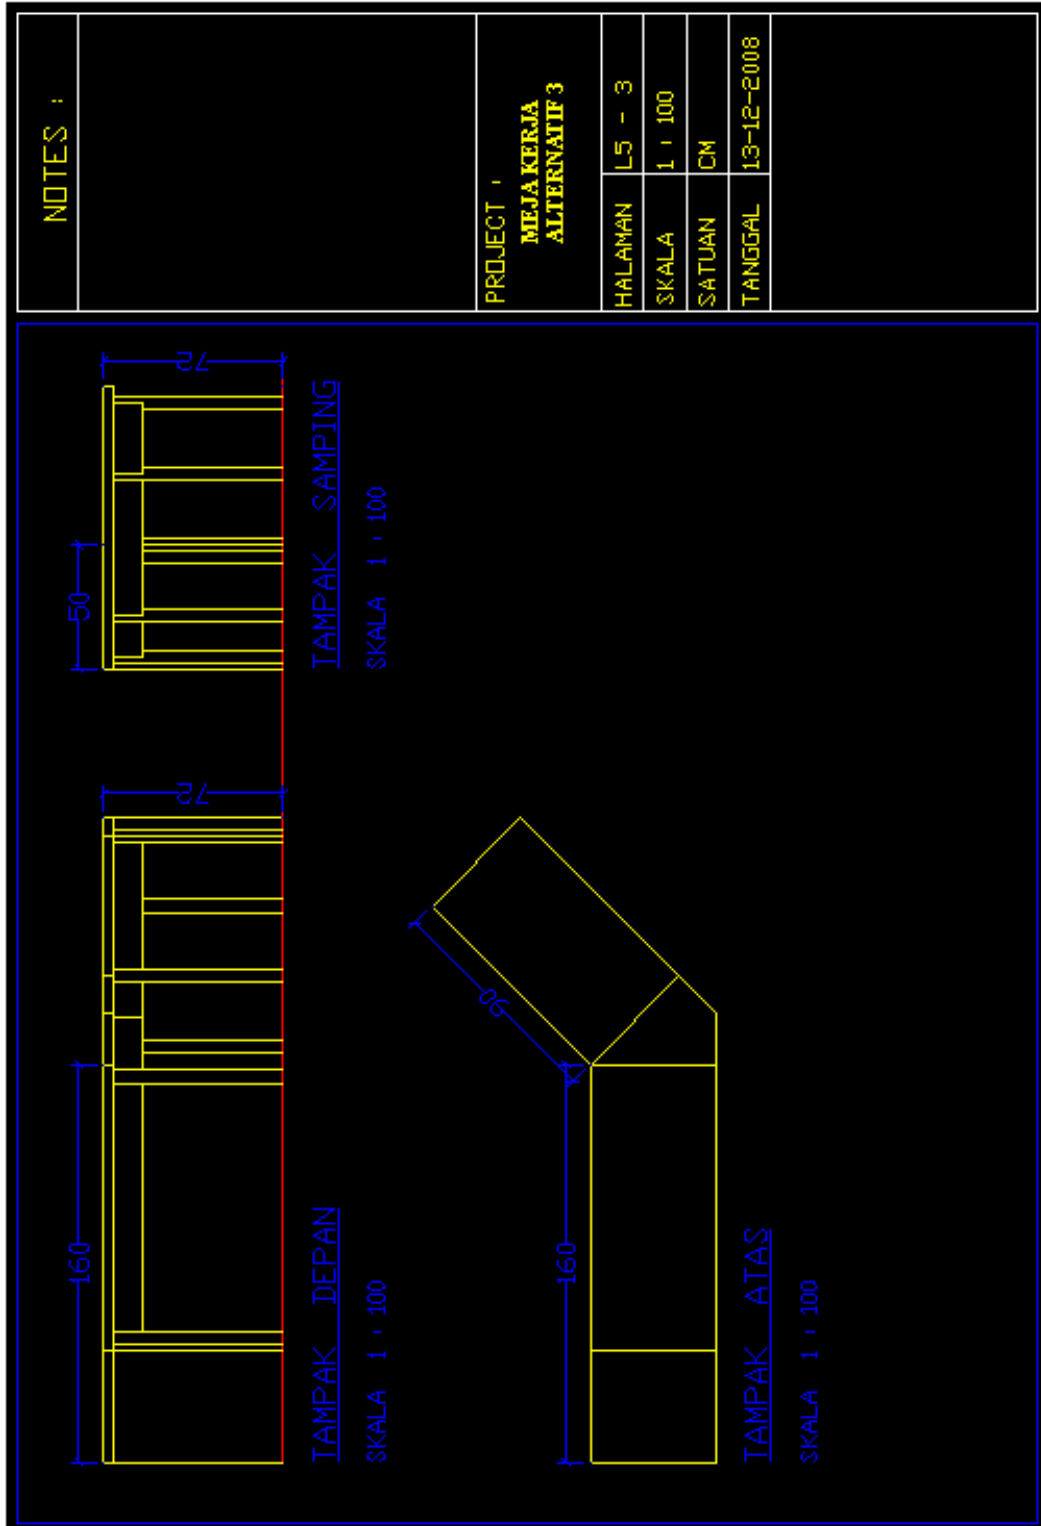 NOTES :
PROJECT :
MEJA KERJA
ALTERNATIF 3
HALAMAN L5 - 3
SKALA 1 : 100
SATUAN CM
TANGGAL 13-12-2008
160
72
TAMPAK DEPAN
SKALA 1 : 100
50
72
TAMPAK SAMPING
SKALA 1 : 100
160
90
TAMPAK ATAS
SKALA 1 : 100